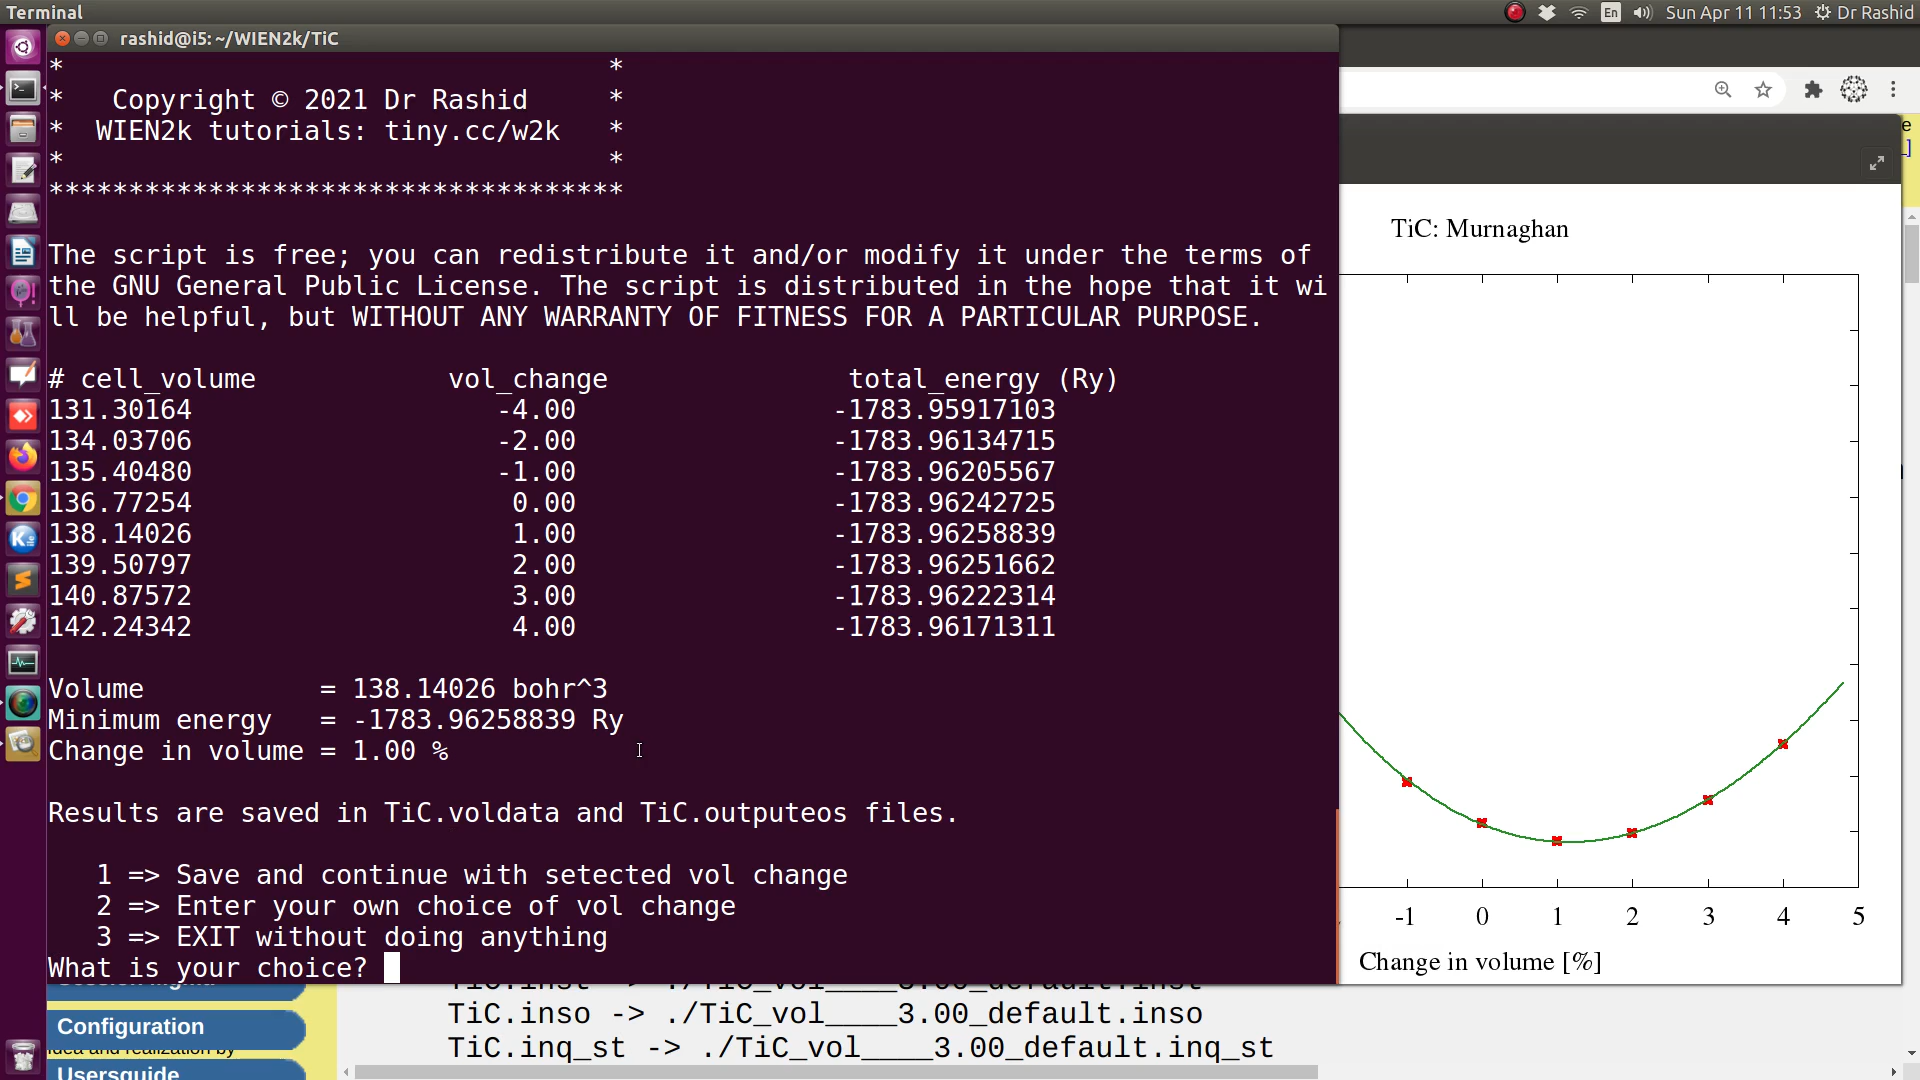 Terminal
En
Sun Apr 11 11:53
Dr Rashid
rashid@i5: ~/WIEN2k/TiC
* *
* Copyright © 2021 Dr Rashid *
* WIEN2k tutorials: tiny.cc/w2k *
* *
************************************
The script is free; you can redistribute it and/or modify it under the terms of
the GNU General Public License. The script is distributed in the hope that it wi
ll be helpful, but WITHOUT ANY WARRANTY OF FITNESS FOR A PARTICULAR PURPOSE.
# cell_volume vol_change total_energy (Ry)
131.30164 -4.00 -1783.95917103
134.03706 -2.00 -1783.96134715
135.40480 -1.00 -1783.96205567
136.77254 0.00 -1783.96242725
138.14026 1.00 -1783.96258839
139.50797 2.00 -1783.96251662
140.87572 3.00 -1783.96222314
142.24342 4.00 -1783.96171311
Volume = 138.14026 bohr^3
Minimum energy = -1783.96258839 Ry
Change in volume = 1.00 %
Results are saved in TiC.voldata and TiC.outputeos files.
1 => Save and continue with setected vol change
2 => Enter your own choice of vol change
3 => EXIT without doing anything
What is your choice?
TiC: Murnaghan
-1 0 1 2 3 4 5
Change in volume [%]
Configuration
idea and realization by
Usersguide
TiC.inst -> ./TiC_vol____3.00_default.inst
TiC.inso -> ./TiC_vol____3.00_default.inso
TiC.inq_st -> ./TiC_vol____3.00_default.inq_st